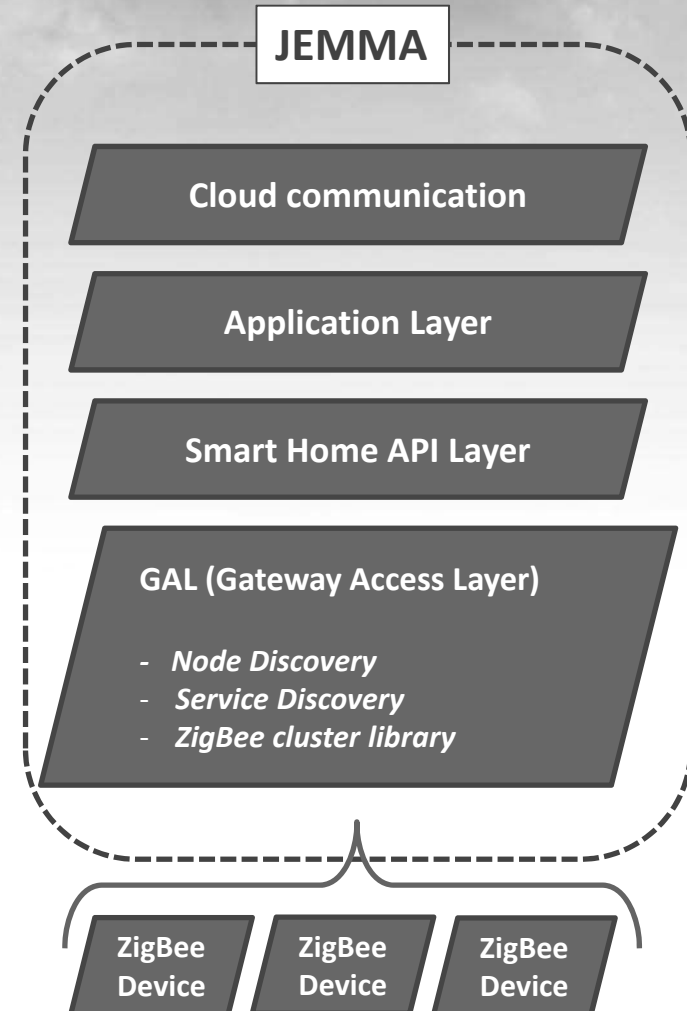 JEMMA
Cloud communication
Application Layer
Smart Home API Layer
GAL (Gateway Access Layer)
- Node Discovery
- Service Discovery
- ZigBee cluster library
ZigBee
Device
ZigBee
Device
ZigBee
Device